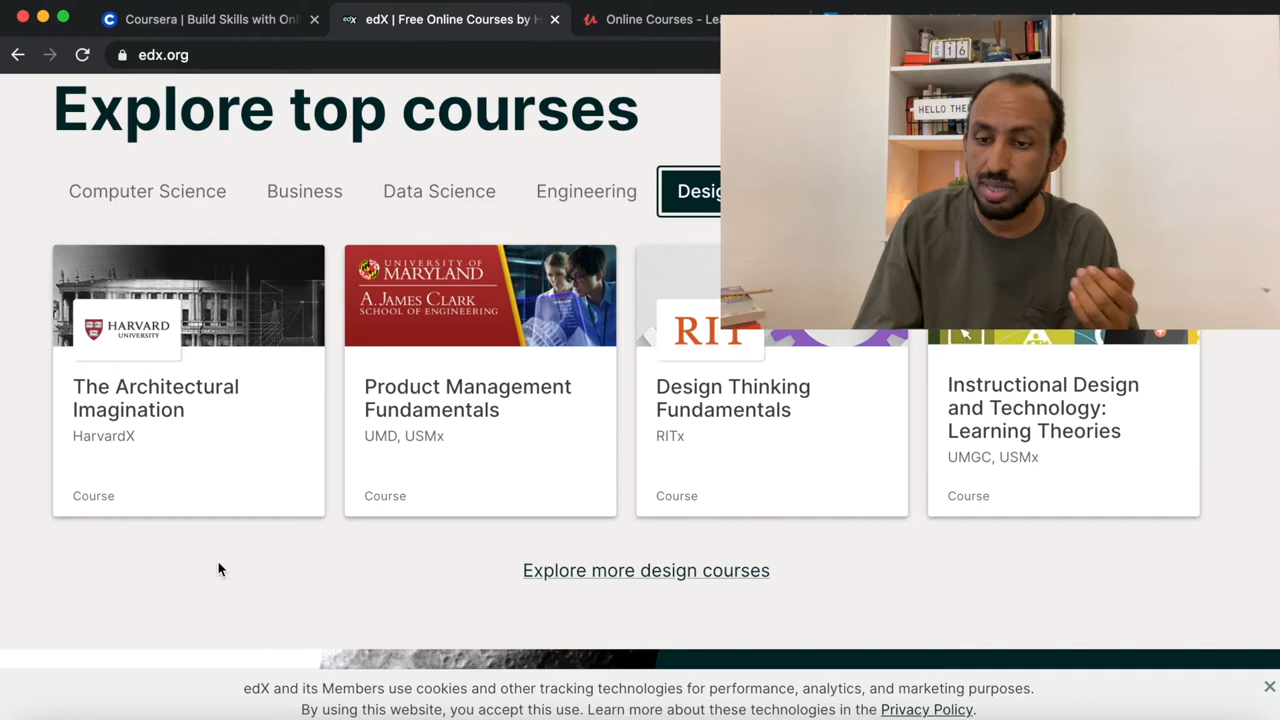 Coursera | Build Skills with Onl
edX | Free Online Courses by H
Online Courses - Lea
edx.org
Explore top courses
HELLO THE
16
Computer Science
Business
Data Science
Engineering
Desig
HARVARD
UNIVERSITY
UNIVERSITY OF
MARYLAND
A. JAMES CLARK
SCHOOL OF ENGINEERING
RIT
The Architectural
Imagination
HarvardX
Course
Product Management
Fundamentals
UMD, USMx
Course
Design Thinking
Fundamentals
RITx
Course
Instructional Design
and Technology:
Learning Theories
UMGC, USMx
Course
Explore more design courses
edX and its Members use cookies and other tracking technologies for performance, analytics, and marketing purposes.
By using this website, you accept this use. Learn more about these technologies in the Privacy Policy.